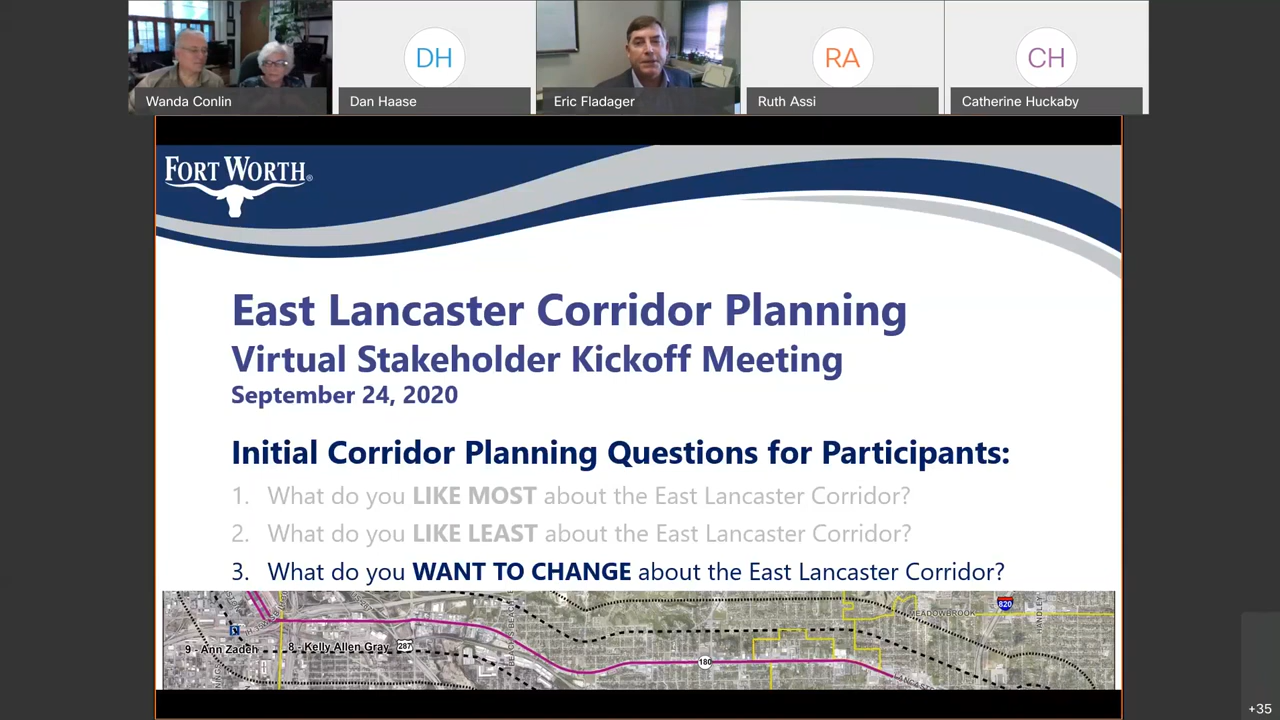 DH
RA
CH
Wanda Conlin
Dan Haase
Eric Fladager
Ruth Assi
Catherine Huckaby
FORT WORTH®
East Lancaster Corridor Planning
Virtual Stakeholder Kickoff Meeting
September 24, 2020
Initial Corridor Planning Questions for Participants:
1. What do you LIKE MOST about the East Lancaster Corridor?
2. What do you LIKE LEAST about the East Lancaster Corridor?
3. What do you WANT TO CHANGE about the East Lancaster Corridor?
MEADOWBROOK
820
HANDLEY
9 - Ann Zadeh
8 - Kelly Allen Gray
287
180
+35